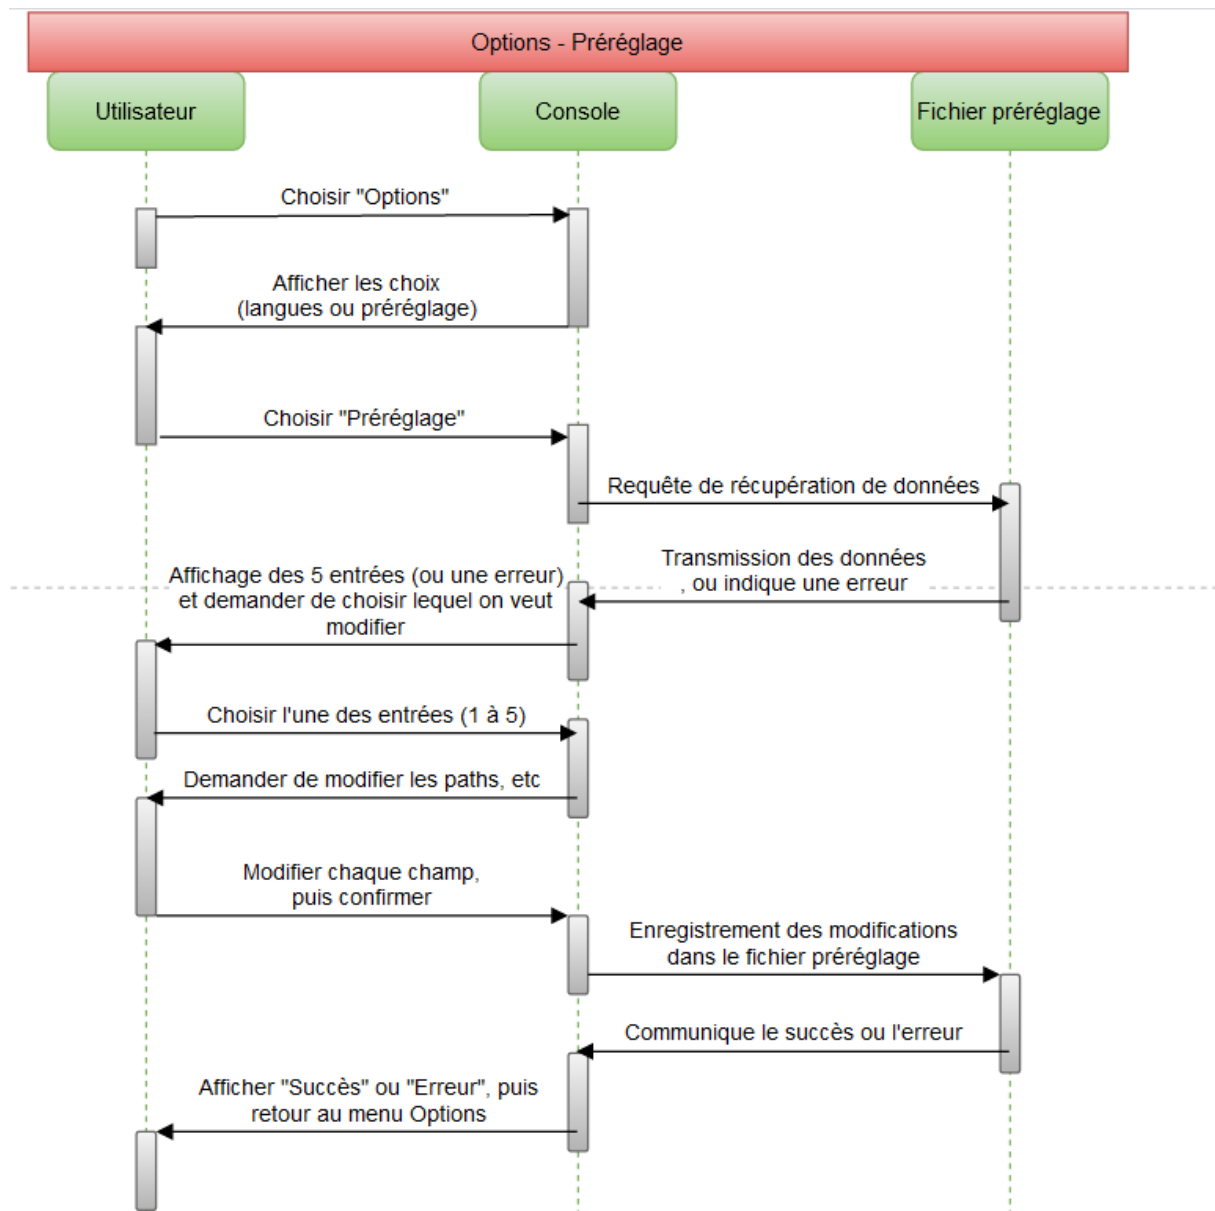 Options - Préréglage
Utilisateur
Console
Fichier préréglage
Choisir "Options"
Afficher les choix
(langues ou préréglage)
Choisir "Préréglage"
Requête de récupération de données
Transmission des données
, ou indique une erreur
Affichage des 5 entrées (ou une erreur)
et demander de choisir lequel on veut
modifier
Choisir l'une des entrées (1 à 5)
Demander de modifier les paths, etc
Modifier chaque champ,
puis confirmer
Enregistrement des modifications
dans le fichier préréglage
Communique le succès ou l'erreur
Afficher "Succès" ou "Erreur", puis
retour au menu Options